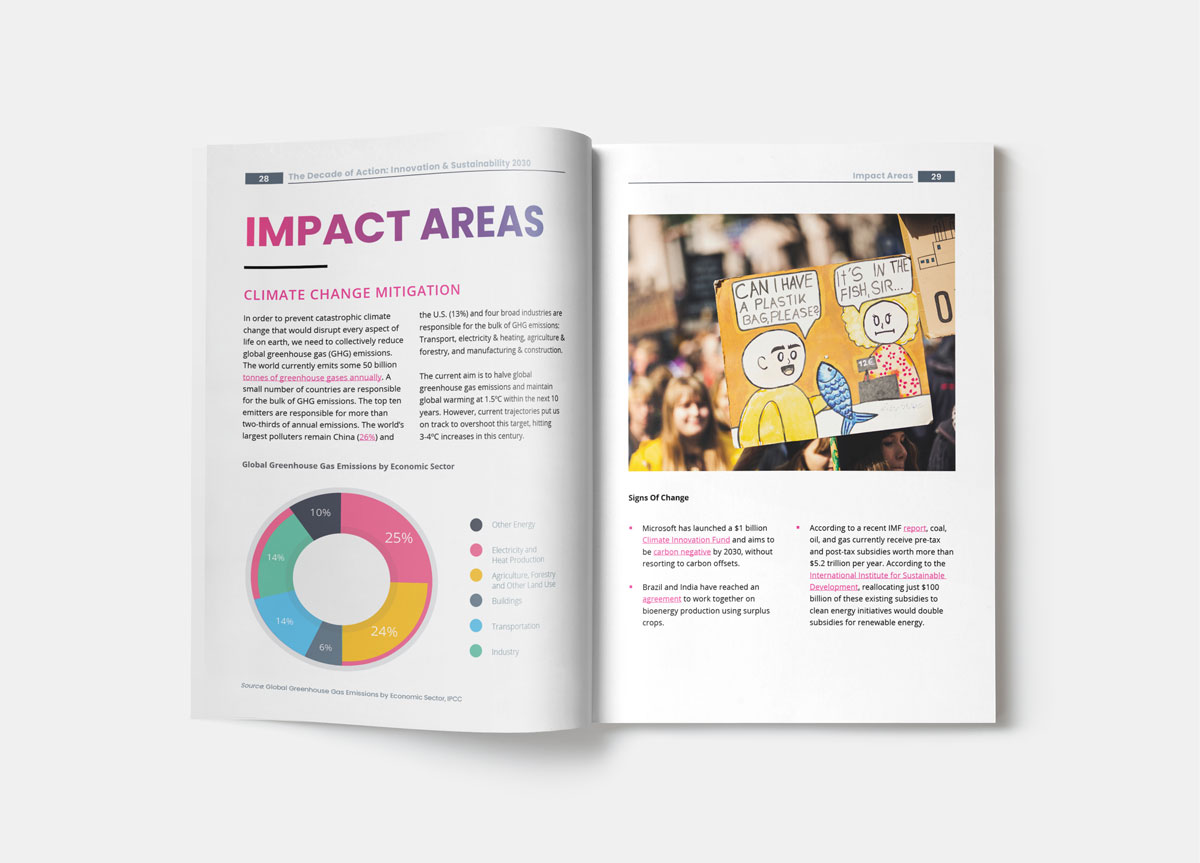 28 The Decade of Action: Innovation & Sustainability 2030
IMPACT AREAS
CLIMATE CHANGE MITIGATION
In order to prevent catastrophic climate
change that would disrupt every aspect of
life on earth, we need to collectively reduce
global greenhouse gas (GHG) emissions.
The world currently emits some 50 billion
tonnes of greenhouse gases annually. A
small number of countries are responsible
for the bulk of GHG emissions. The top ten
emitters are responsible for more than
two-thirds of annual emissions. The world's
largest polluters remain China (26%) and
the U.S. (13%) and four broad industries are
responsible for the bulk of GHG emissions:
Transport, electricity & heating, agriculture &
forestry, and manufacturing & construction.
The current aim is to halve global
greenhouse gas emissions and maintain
global warming at 1.5°C within the next 10
years. However, current trajectories put us
on track to overshoot this target, hitting
3-4°C increases in this century.
Global Greenhouse Gas Emissions by Economic Sector
10%
25%
14%
14%
24%
6%
Other Energy
Electricity and
Heat Production
Agriculture, Forestry
and Other Land Use
Buildings
Transportation
Industry
Source: Global Greenhouse Gas Emissions by Economic Sector, IPCC
Impact Areas 29
CAN I HAVE
A PLASTIK
BAG, PLEASE?
IT'S IN THE
FISH, SIR...
12€
O
Signs Of Change
Microsoft has launched a $1 billion
Climate Innovation Fund and aims to
be carbon negative by 2030, without
resorting to carbon offsets.
Brazil and India have reached an
agreement to work together on
bioenergy production using surplus
crops.
According to a recent IMF report, coal,
oil, and gas currently receive pre-tax
and post-tax subsidies worth more than
$5.2 trillion per year. According to the
International Institute for Sustainable
Development, reallocating just $100
billion of these existing subsidies to
clean energy initiatives would double
subsidies for renewable energy.